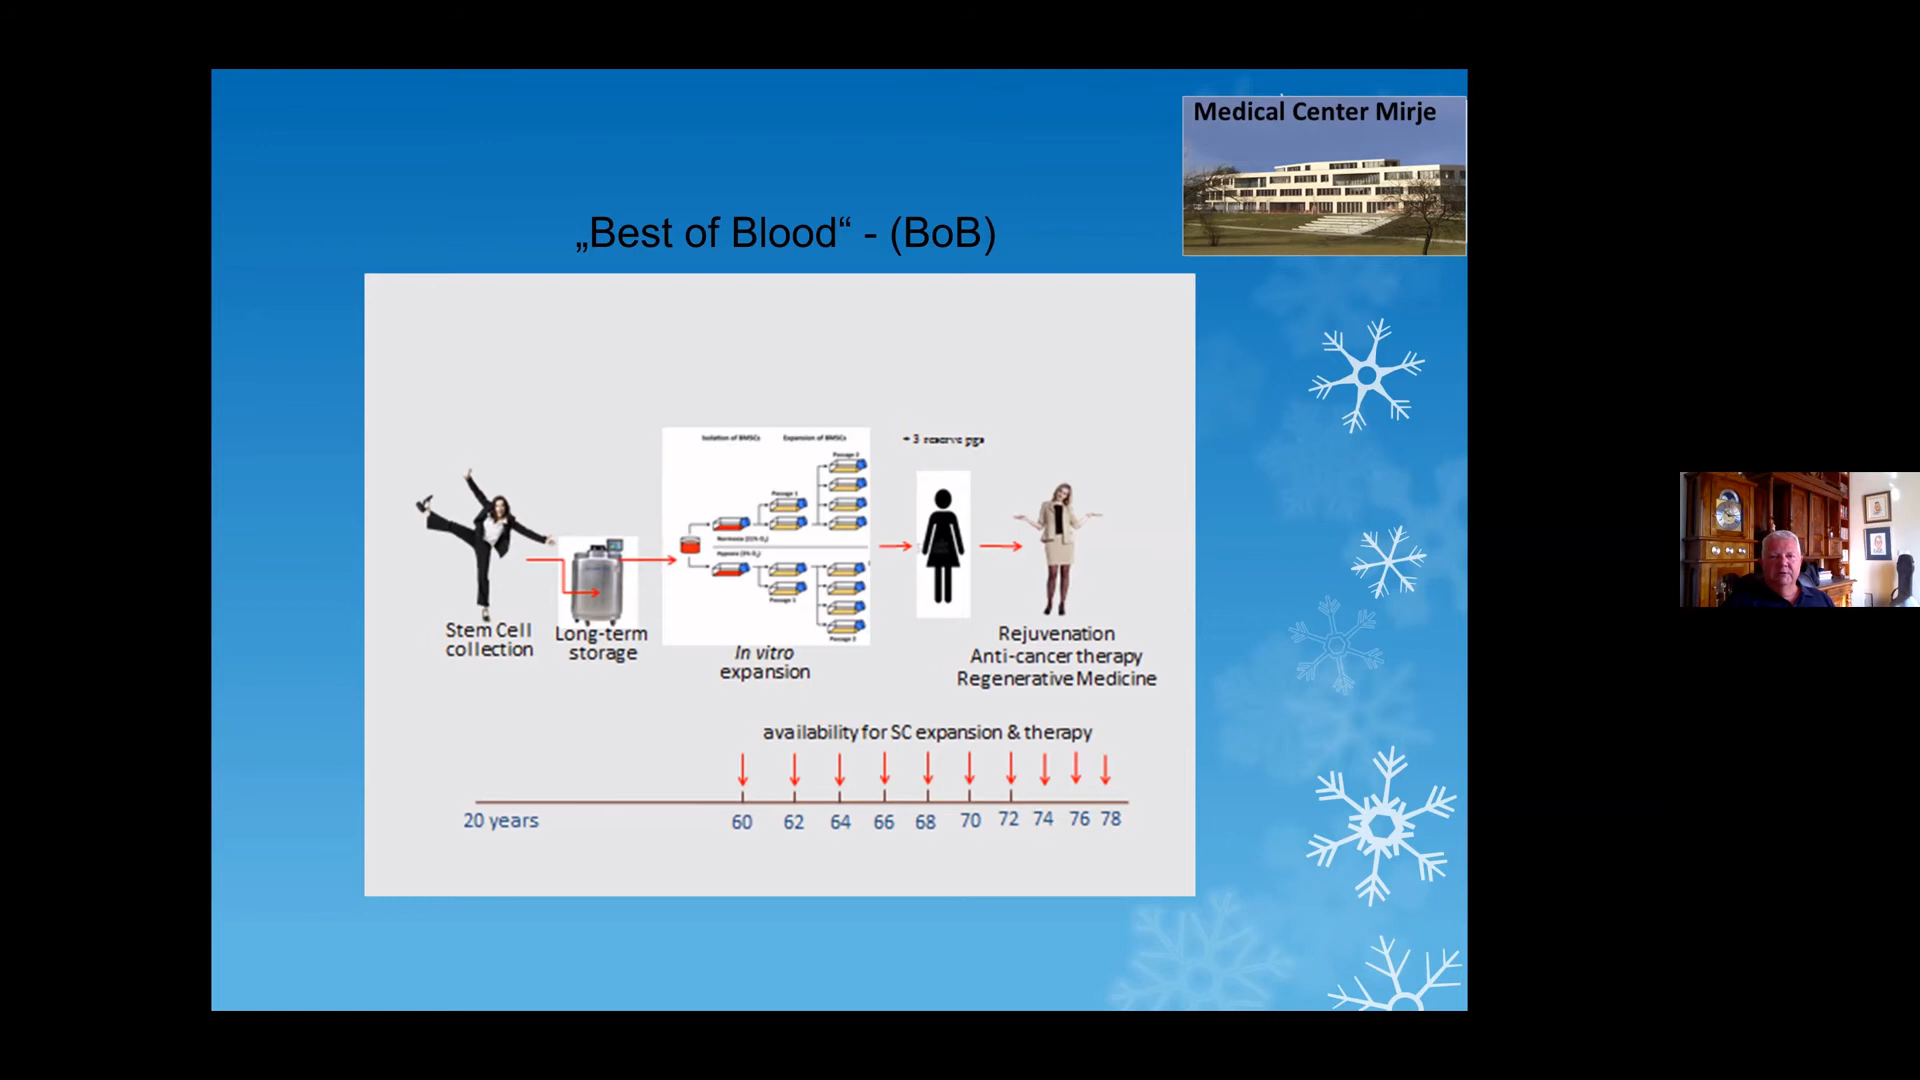 Medical Center Mirje
„Best of Blood“ - (BoB)
Isolation of BMSCs
Expansion of BMSCs
Passage 2
Passage 1
Normoxia (21% O₂)
Hypoxia (3% O₂)
Passage 1
Passage 2
+ 3 reserve pgs
Stem Cell
collection
Long-term
storage
In vitro
expansion
Rejuvenation
Anti-cancer therapy
Regenerative Medicine
availability for SC expansion & therapy
20 years 60 62 64 66 68 70 72 74 76 78